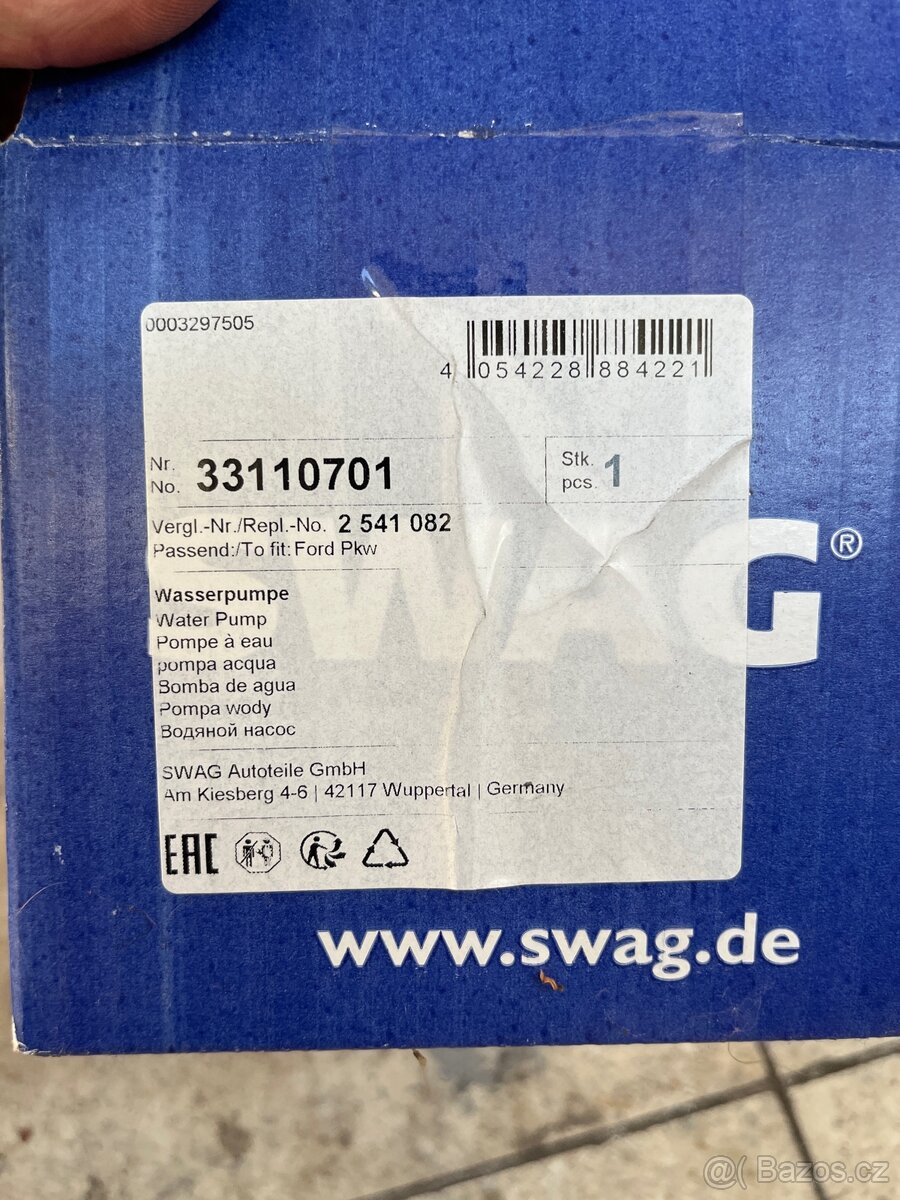 0003297505
4 054228 884221
Nr.
No. 33110701
Stk.
pcs. 1
Vergl.-Nr./Repl.-No. 2 541 082
Passend:/To fit: Ford Pkw
SWAG®
Wasserpumpe
Water Pump
Pompe à eau
pompa acqua
Bomba de agua
Pompa wody
Водяной насос
SWAG Autoteile GmbH
Am Kiesberg 4-6 | 42117 Wuppertal | Germany
EAC
www.swag.de
@( Bazos.cz